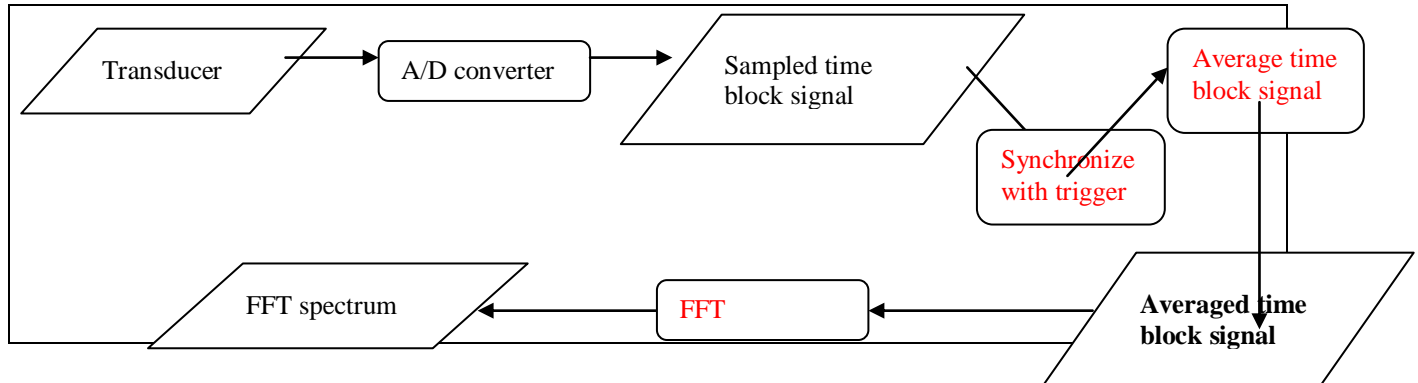 Transducer
A/D converter
Sampled time
block signal
Synchronize
with trigger
Average time
block signal
Averaged time
block signal
FFT
FFT spectrum